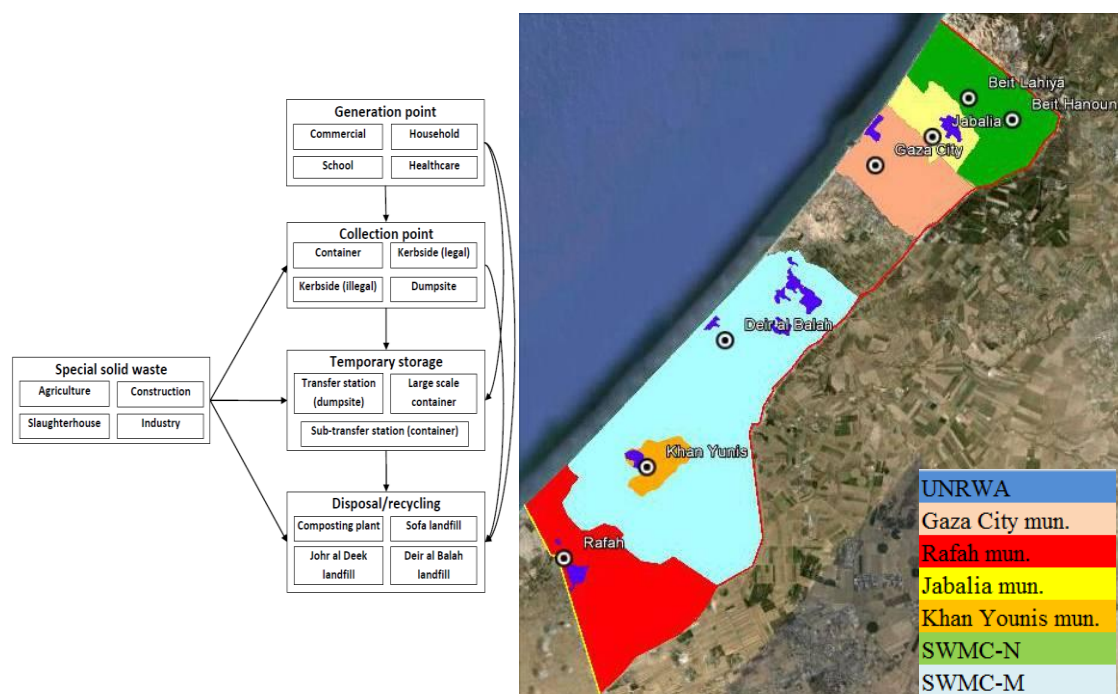 Generation point
Commercial
Household
School
Healthcare
Collection point
Container
Kerbside (legal)
Kerbside (illegal)
Dumpsite
Special solid waste
Agriculture
Construction
Slaughterhouse
Industry
Temporary storage
Transfer station
(dumpsite)
Large scale
container
Sub-transfer station (container)
Disposal/recycling
Composting plant
Sofa landfill
Johr al Deek
landfill
Deir al Balah
landfill
Beit Lahiyā
Beit Hanoun
Jabalia
Gaza City
Deir al Balah
Khan Yunis
Rafah
UNRWA
Gaza City mun.
Rafah mun.
Jabalia mun.
Khan Younis mun.
SWMC-N
SWMC-M